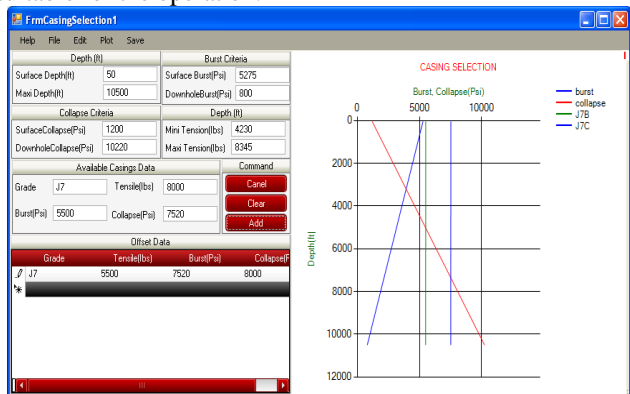 FrmCasingSelection1
Help File Edit Plot Save
Depth (ft)
Surface Depth(ft) 50
Maxi Depth(ft) 10500
Burst Criteria
Surface Burst(Psi) 5275
DownholeBurst(Psi) 800
Collapse Criteria
SurfaceCollapse(Psi) 1200
DownholeCollapse(Psi) 10220
Depth (ft)
Mini Tension(lbs) 4230
Maxi Tension(lbs) 8345
Available Casings Data
Grade J7 Tensile(lbs) 8000
Burst(Psi) 5500 Collapse(Psi) 7520
Command
Canel
Clear
Add
Offset Data
Grade Tensile(lbs) Burst(Psi) Collapse(F
J7 5500 7520 8000
CASING SELECTION
Burst, Collapse(Psi)
0 5000 10000
0
2000
4000
6000
8000
10000
12000
Depth(ft)
burst
collapse
J7B
J7C